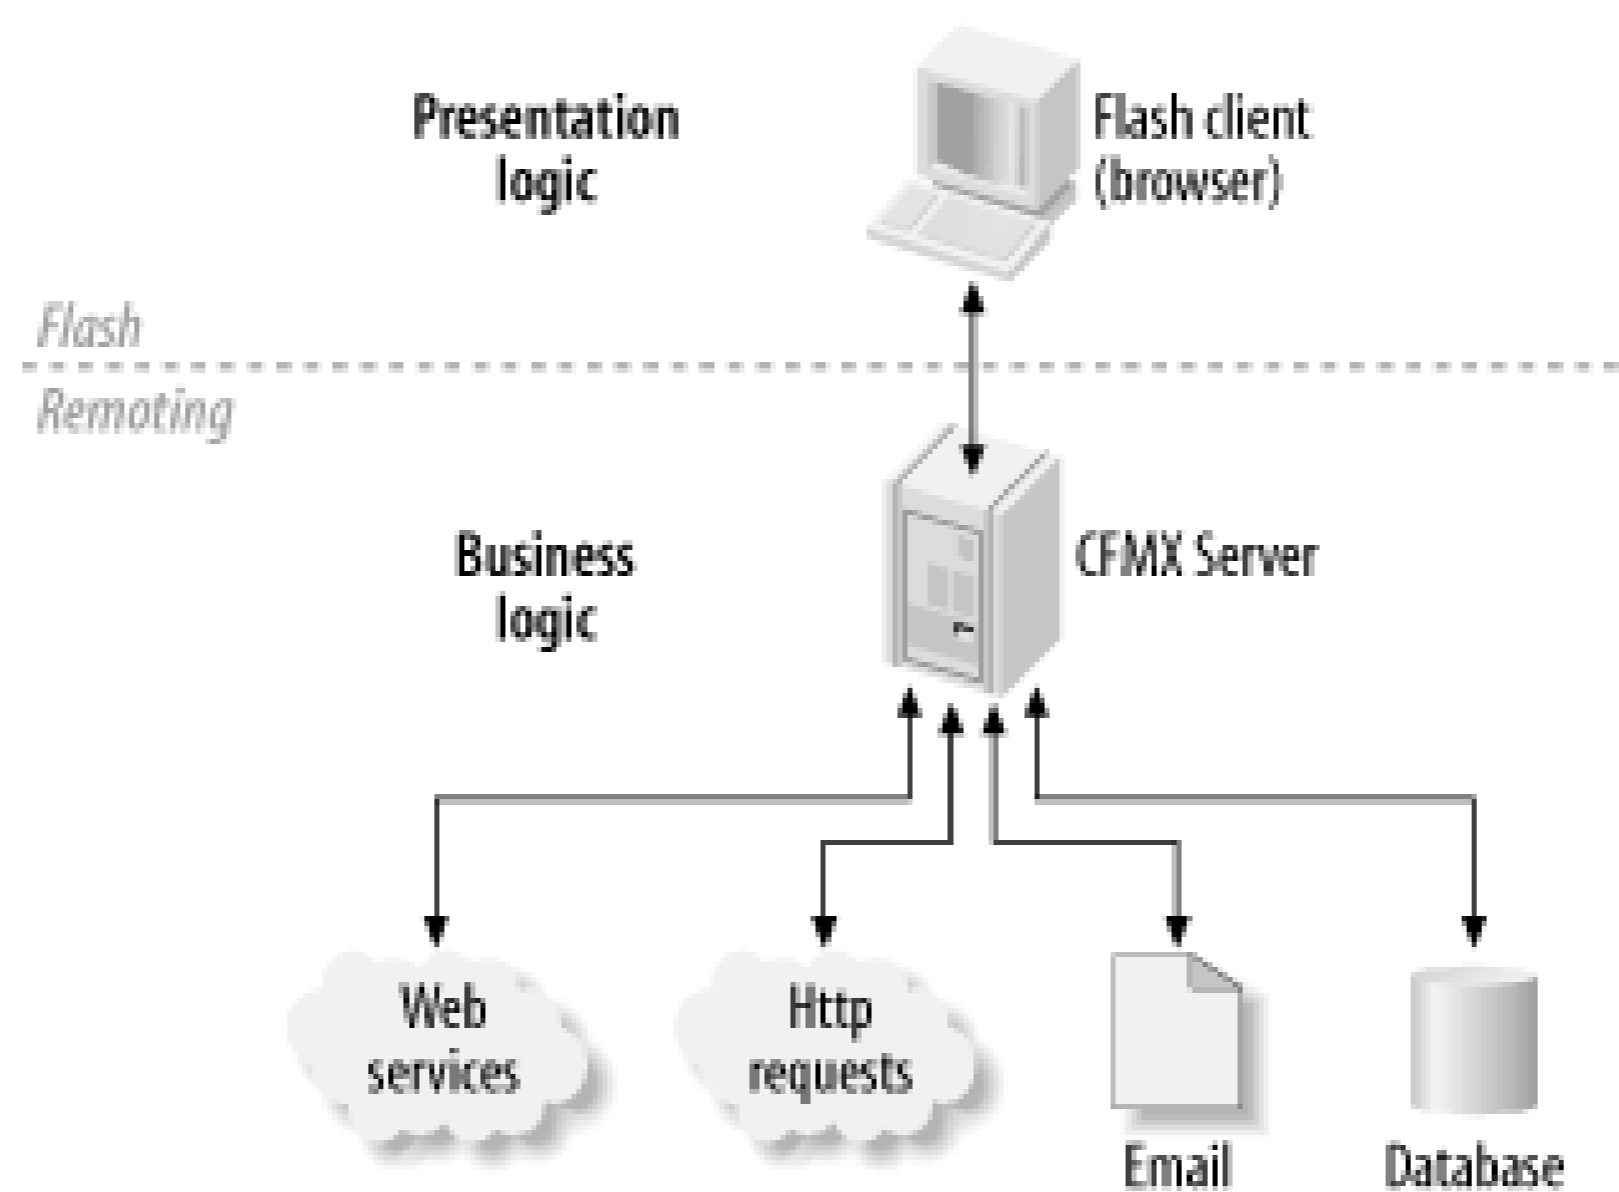 Presentation
logic
Flash client
(browser)
Flash
Remoting
Business
logic
CFMX Server
Web
services
Http
requests
Email
Database